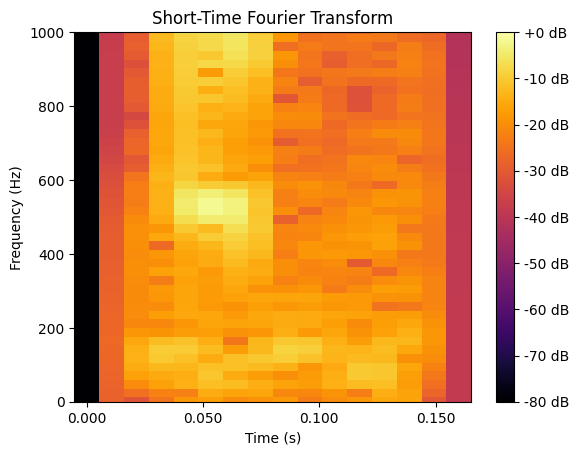 Short-Time Fourier Transform
Frequency (Hz)
1000
800
600
400
200
0
0.000
0.050
0.100
0.150
Time (s)
+0 dB
-10 dB
-20 dB
-30 dB
-40 dB
-50 dB
-60 dB
-70 dB
-80 dB